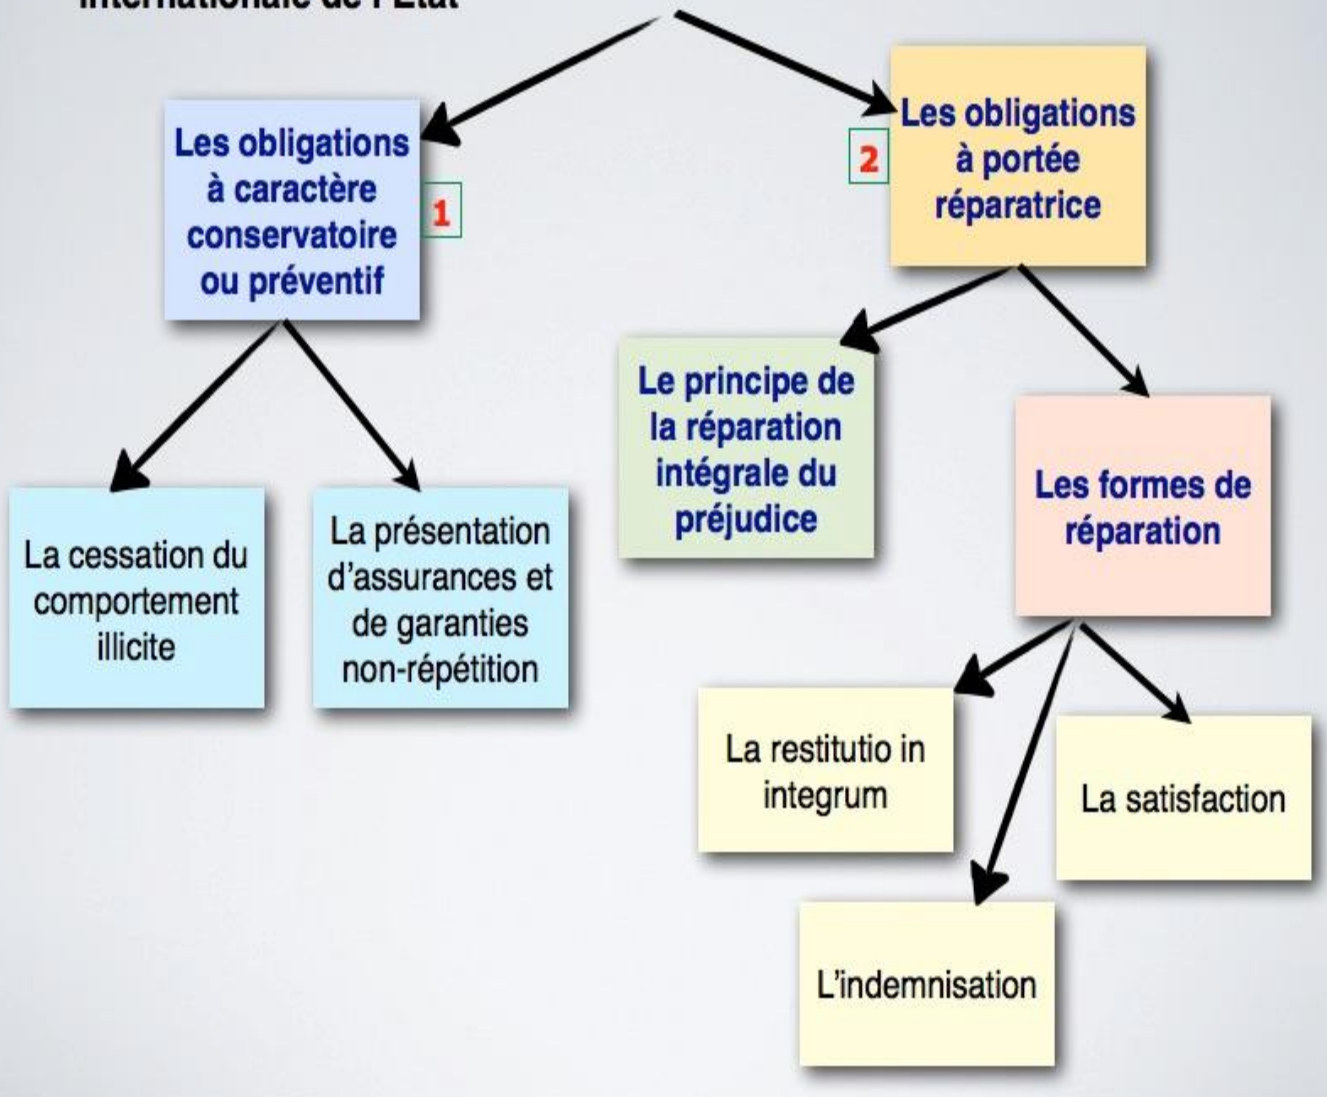 internationale de l'Etat
Les obligations
à caractère
conservatoire
ou préventif
1
2
Les obligations
à portée
réparatrice
Le principe de
la réparation
intégrale du
préjudice
Les formes de
réparation
La cessation du
comportement
illicite
La présentation
d'assurances et
de garanties
non-répétition
La restitutio in
integrum
La satisfaction
L'indemnisation